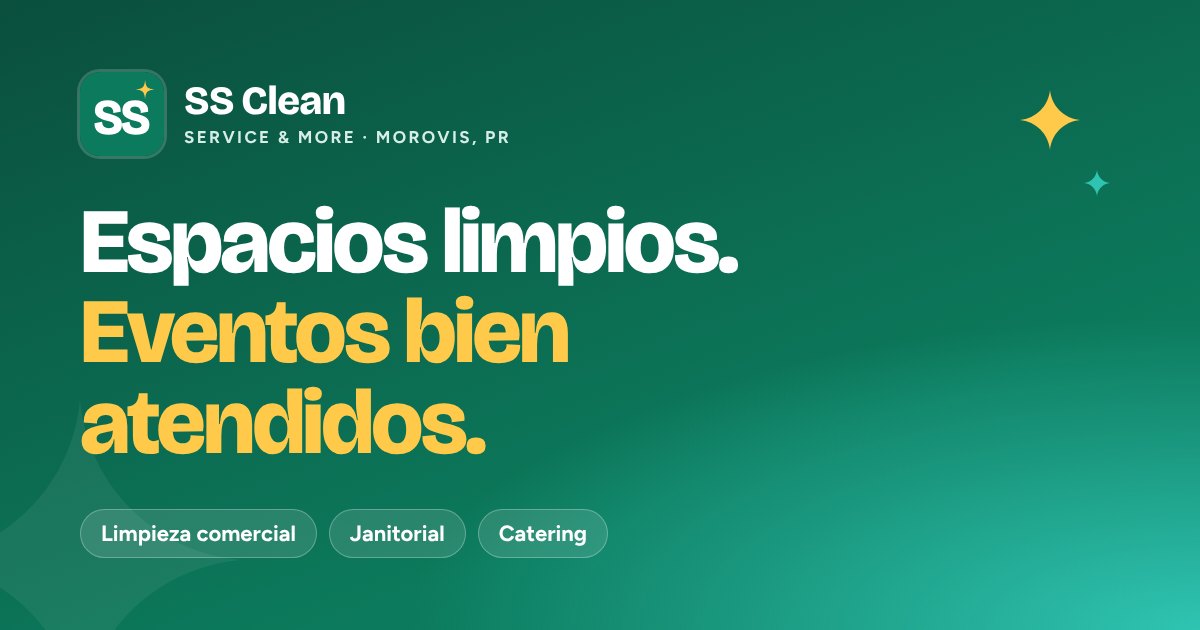 SS
SS Clean
SERVICE & MORE · MOROVIS, PR
Espacios limpios.
Eventos bien
atendidos.
Limpieza comercial
Janitorial
Catering